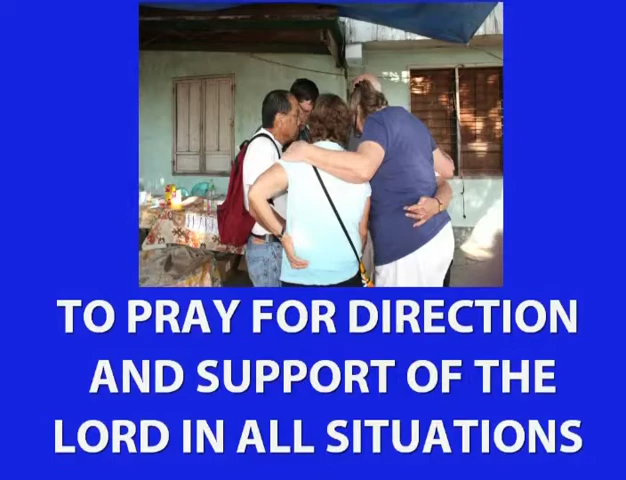 TO PRAY FOR DIRECTION
AND SUPPORT OF THE
LORD IN ALL SITUATIONS